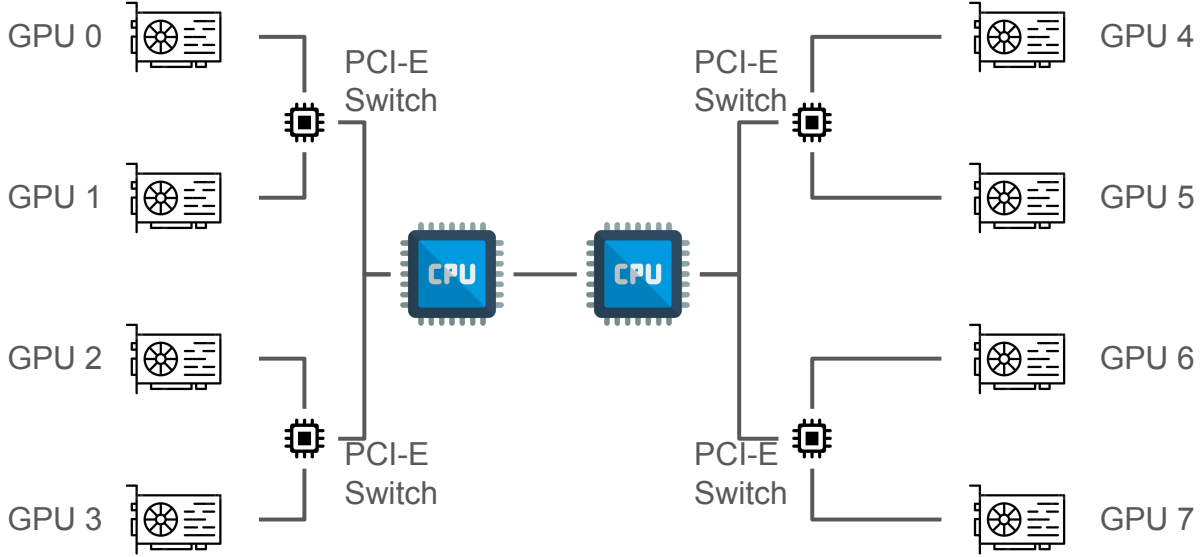 GPU 0
PCI-E
Switch
GPU 1
GPU 2
PCI-E
Switch
GPU 3
CPU
CPU
PCI-E
Switch
GPU 4
GPU 5
GPU 6
PCI-E
Switch
GPU 7